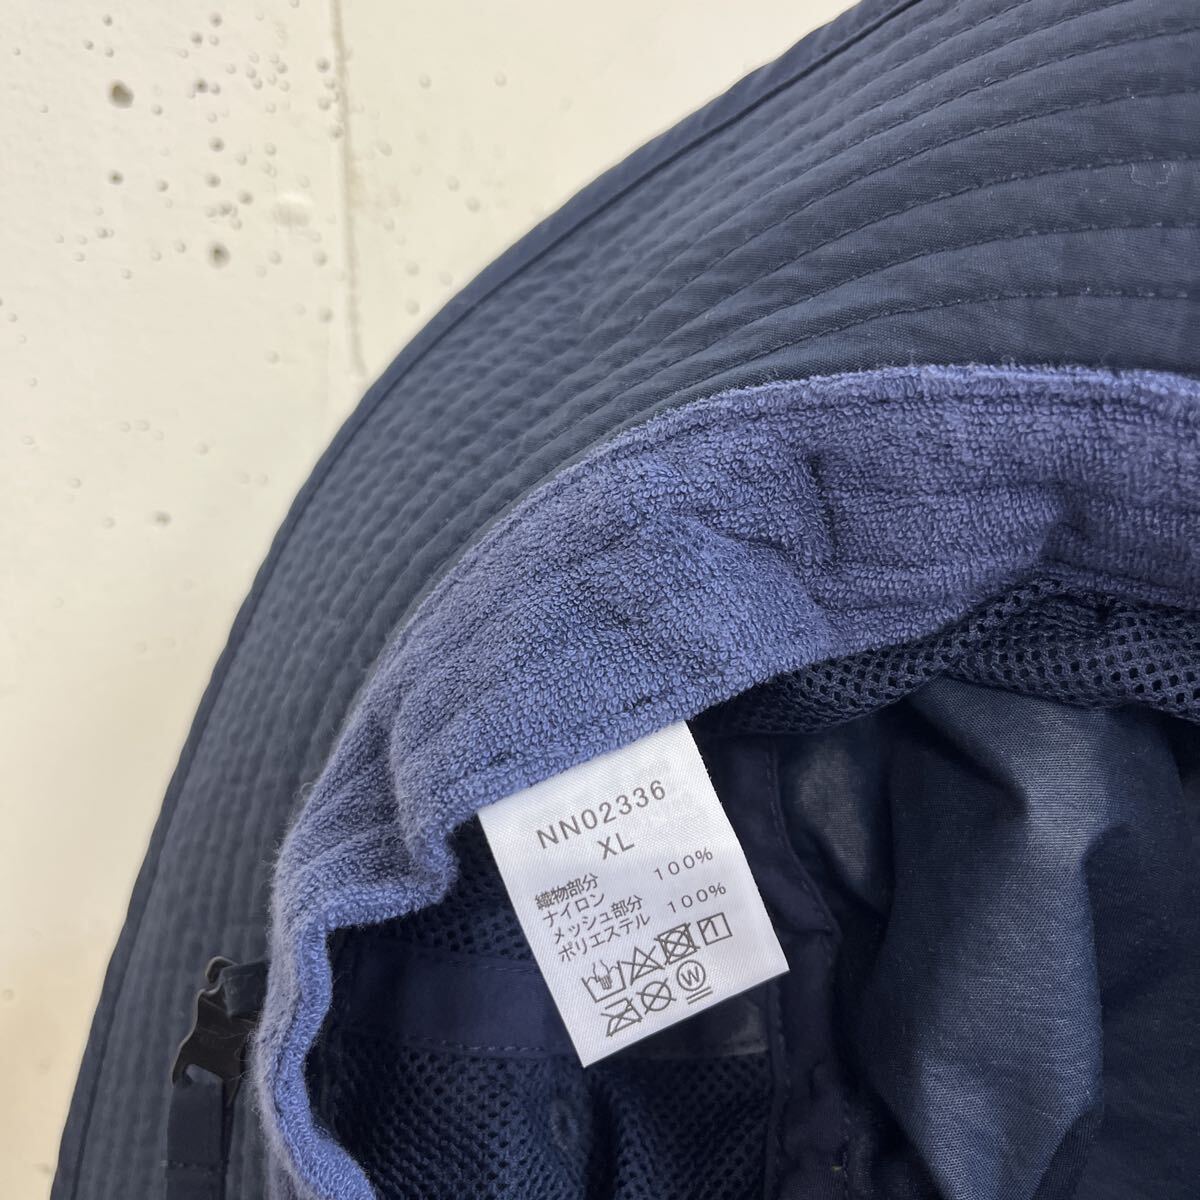 NN02336
XL
織物部分
ナイロン 100%
メッシュ部分
ポリエステル 100%
W